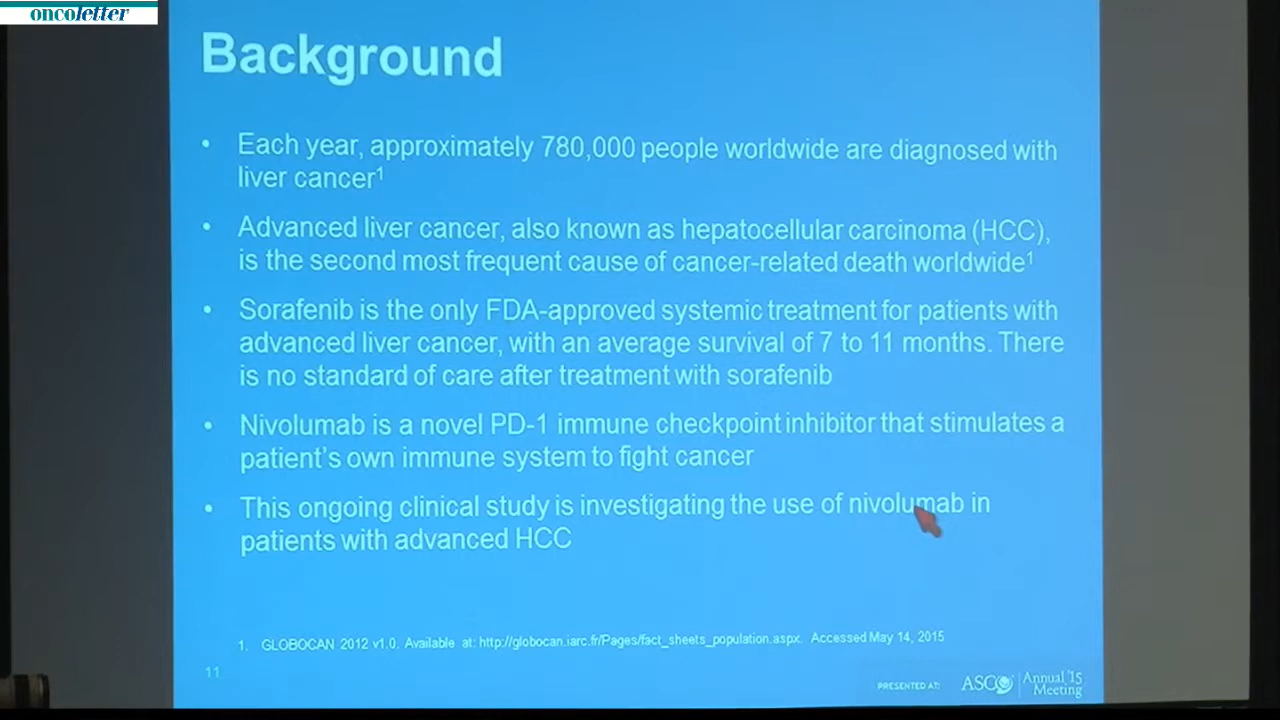 oncoletter
Background
• Each year, approximately 780,000 people worldwide are diagnosed with
liver cancer¹
• Advanced liver cancer, also known as hepatocellular carcinoma (HCC),
is the second most frequent cause of cancer-related death worldwide¹
• Sorafenib is the only FDA-approved systemic treatment for patients with
advanced liver cancer, with an average survival of 7 to 11 months. There
is no standard of care after treatment with sorafenib
• Nivolumab is a novel PD-1 immune checkpoint inhibitor that stimulates a
patient's own immune system to fight cancer
• This ongoing clinical study is investigating the use of nivolumab in
patients with advanced HCC
1. GLOBOCAN 2012 v1.0. Available at: http://globocan.iarc.fr/Pages/fact_sheets_population.aspx. Accessed May 14, 2015
11
PRESENTED AT: ASCO Annual '15
Meeting